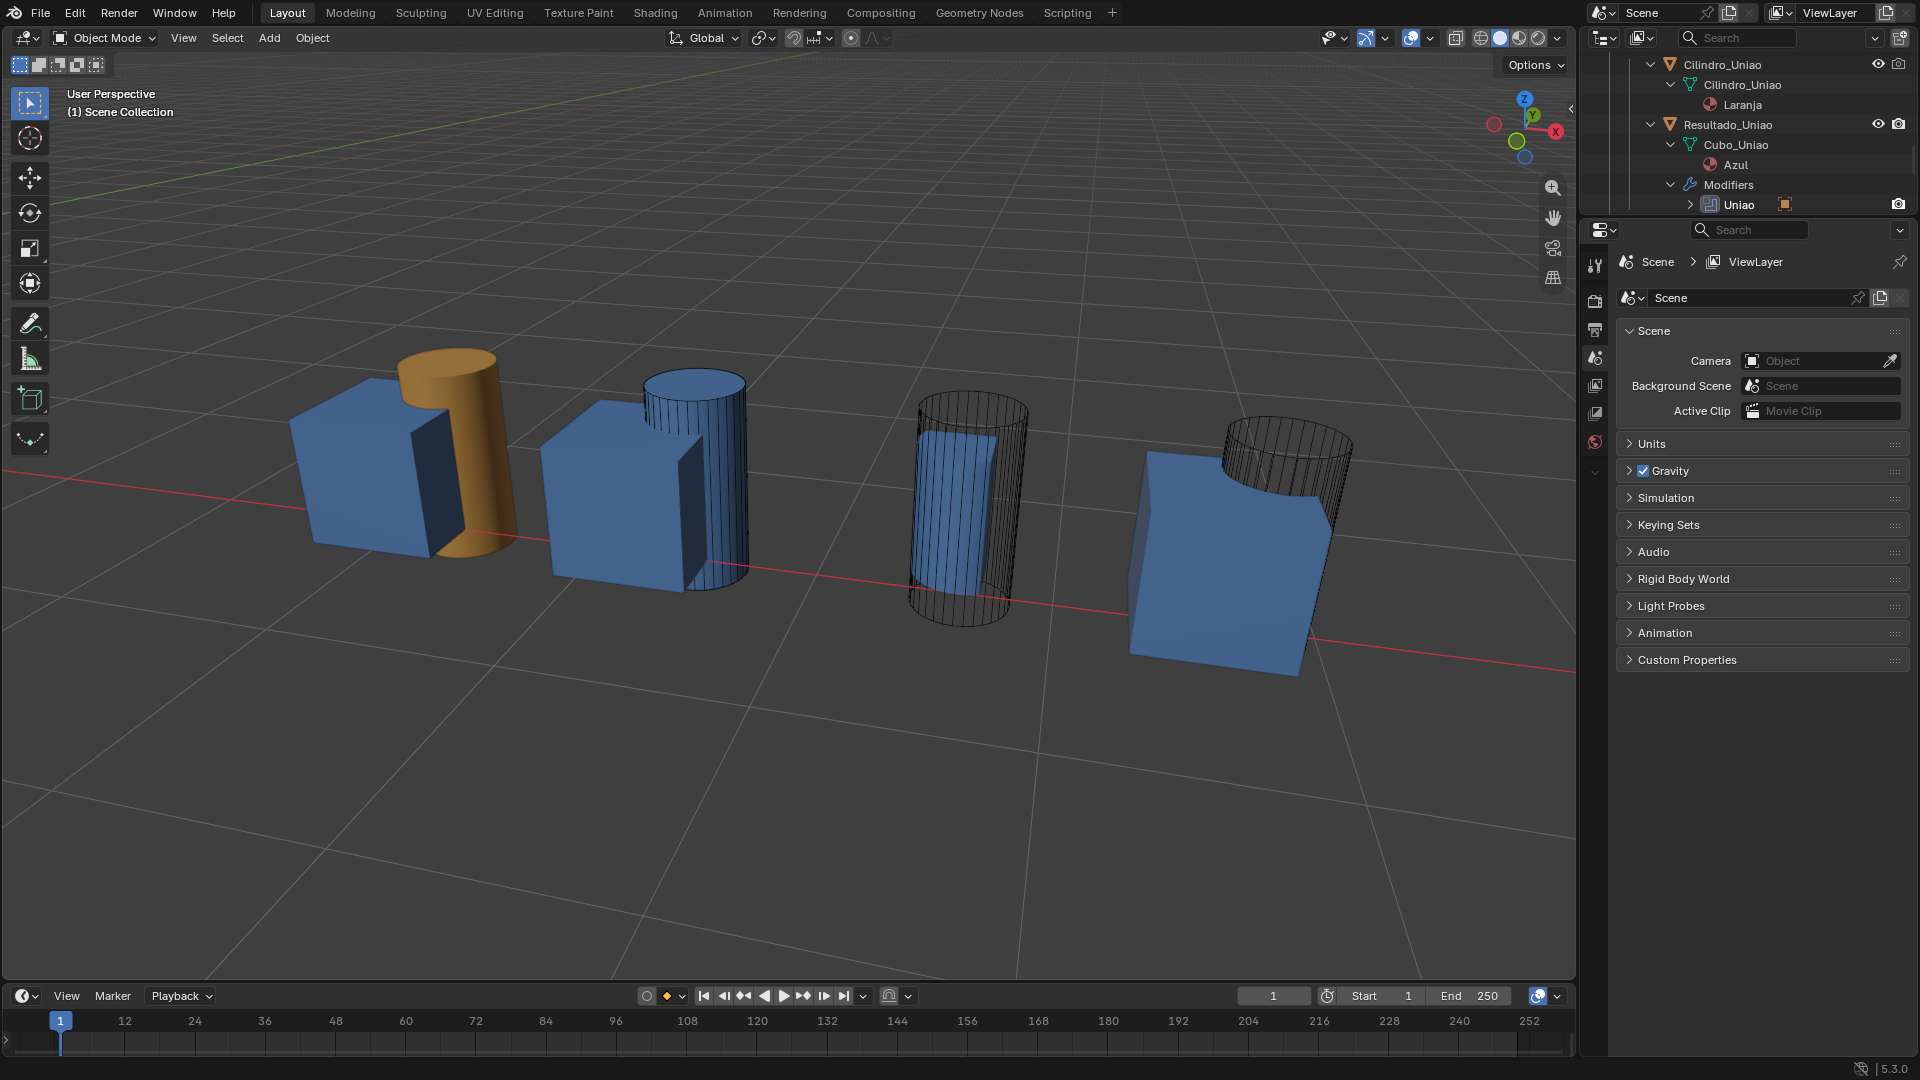 File Edit Render Window Help Layout Modeling Sculpting UV Editing Texture Paint Shading Animation Rendering Compositing Geometry Nodes Scripting + Scene ViewLayer
Object Mode View Select Add Object Global Search
Options
User Perspective
(1) Scene Collection
Z
Y
X
Cilindro_Uniao
Cilindro_Uniao
Laranja
Resultado_Uniao
Cubo_Uniao
Azul
Modifiers
Uniao
Search
Scene ViewLayer
Scene
Scene
Camera Object
Background Scene Scene
Active Clip Movie Clip
Units
Gravity
Simulation
Keying Sets
Audio
Rigid Body World
Light Probes
Animation
Custom Properties
View Marker Playback 1 Start 1 End 250
1 12 24 36 48 60 72 84 96 108 120 132 144 156 168 180 192 204 216 228 240 252
5.3.0